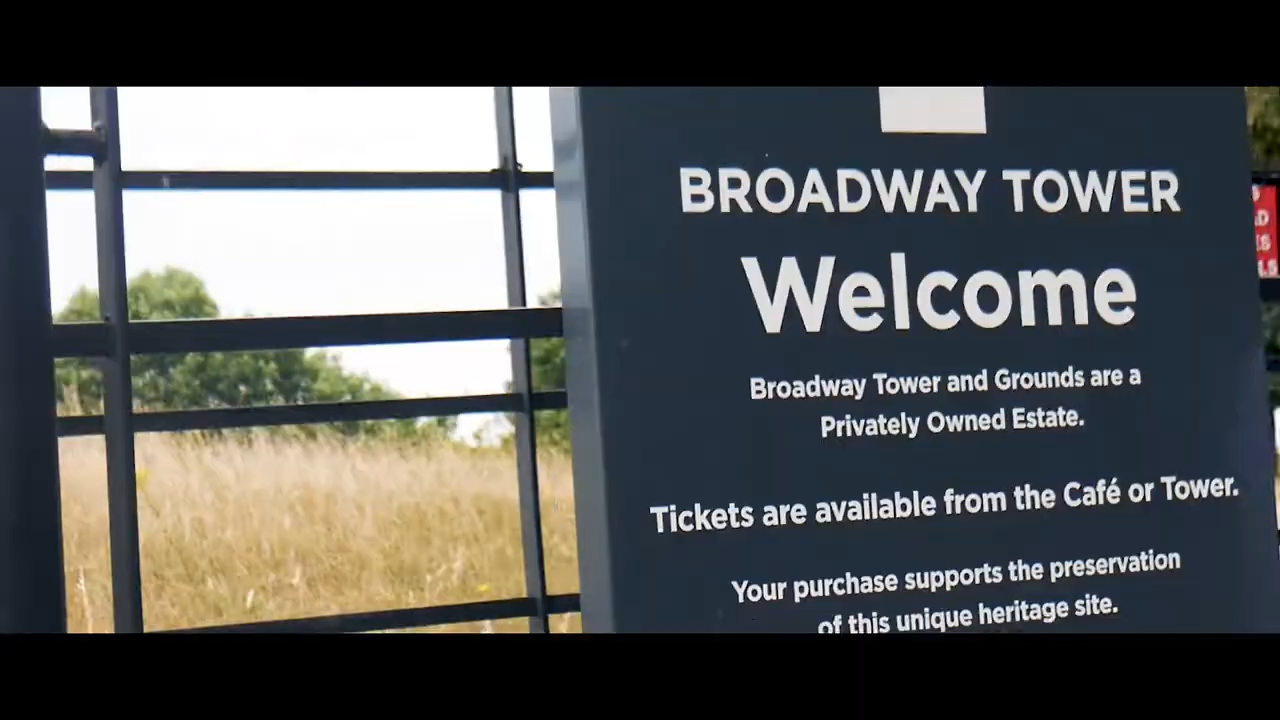 BROADWAY TOWER
Welcome
Broadway Tower and Grounds are a
Privately Owned Estate.
Tickets are available from the Café or Tower.
Your purchase supports the preservation
of this unique heritage site.